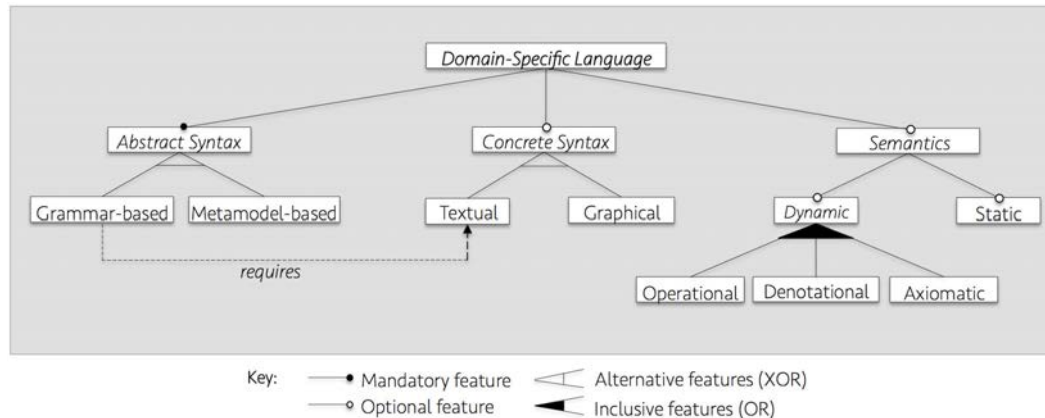 Domain-Specific Language
Abstract Syntax
Concrete Syntax
Semantics
Grammar-based
Metamodel-based
Textual
Graphical
Dynamic
Static
requires
Operational
Denotational
Axiomatic
Key:
Mandatory feature
Alternative features (XOR)
Optional feature
Inclusive features (OR)